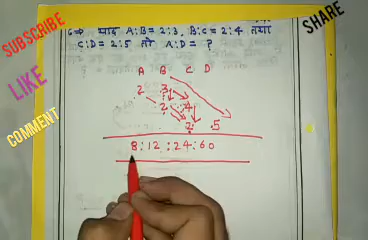 SUBSCRIBE
LIKE
COMMENT
SHARE
यदि A:B= 2:3, B:C = 2:4 तथा
C:D= 2:5 तो A:D= ?
A B C D
2 3
2 4
2 5
8:12:24:60